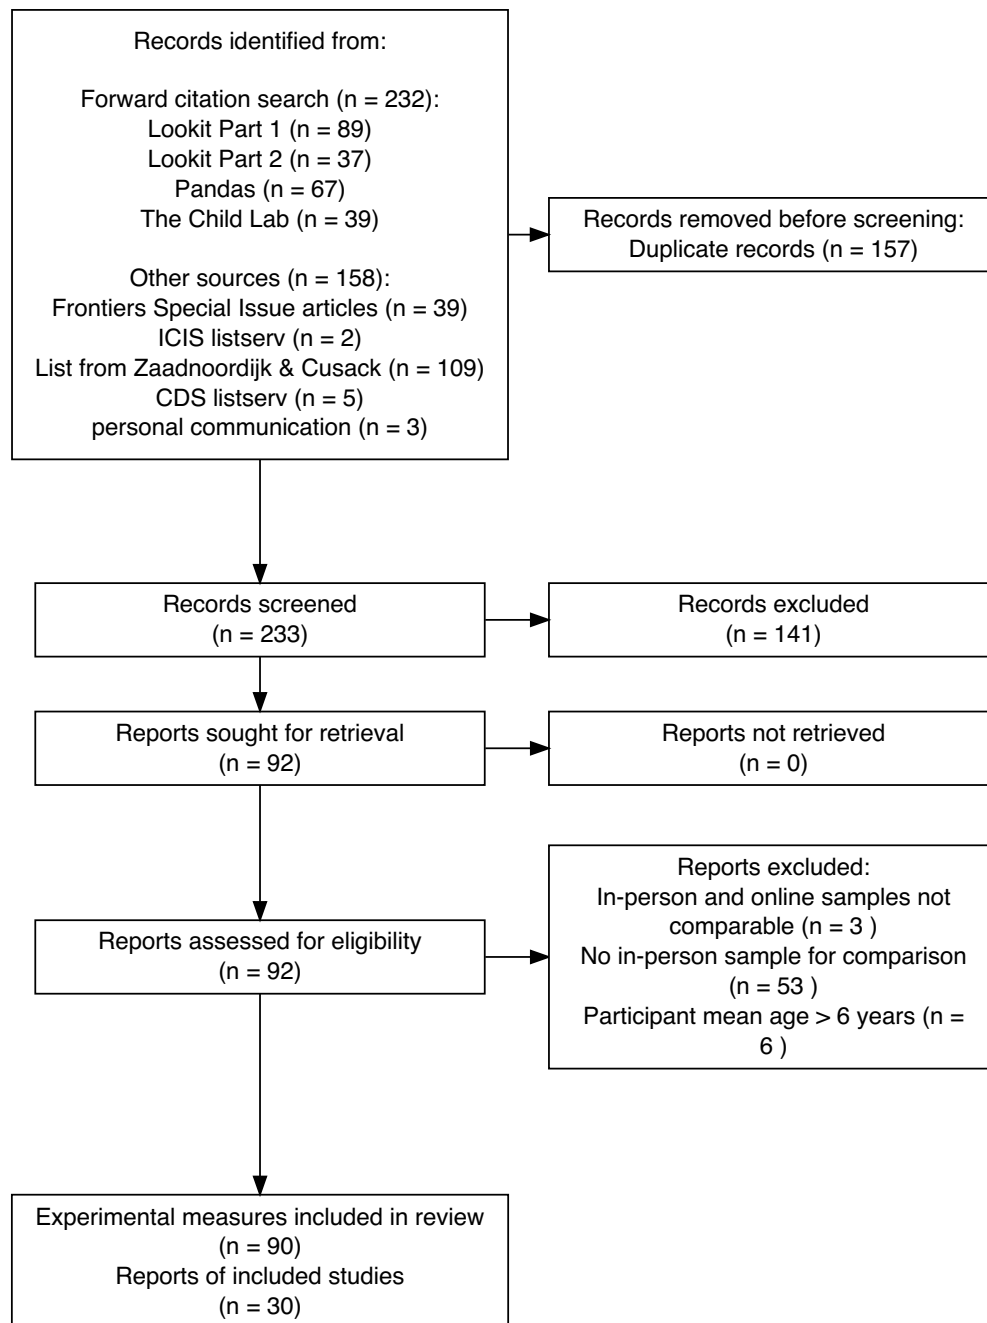 Records identified from:
Forward citation search (n = 232):
Lookit Part 1 (n = 89)
Lookit Part 2 (n = 37)
Pandas (n = 67)
The Child Lab (n = 39)
Other sources (n = 158):
Frontiers Special Issue articles (n = 39)
ICIS listserv (n = 2)
List from Zaadnoordijk & Cusack (n = 109)
CDS listserv (n = 5)
personal communication (n = 3)
Records removed before screening:
Duplicate records (n = 157)
Records screened
(n = 233)
Records excluded
(n = 141)
Reports sought for retrieval
(n = 92)
Reports not retrieved
(n = 0)
Reports assessed for eligibility
(n = 92)
Reports excluded:
In-person and online samples not
comparable (n = 3 )
No in-person sample for comparison
(n = 53 )
Participant mean age > 6 years (n =
6 )
Experimental measures included in review
(n = 90)
Reports of included studies
(n = 30)